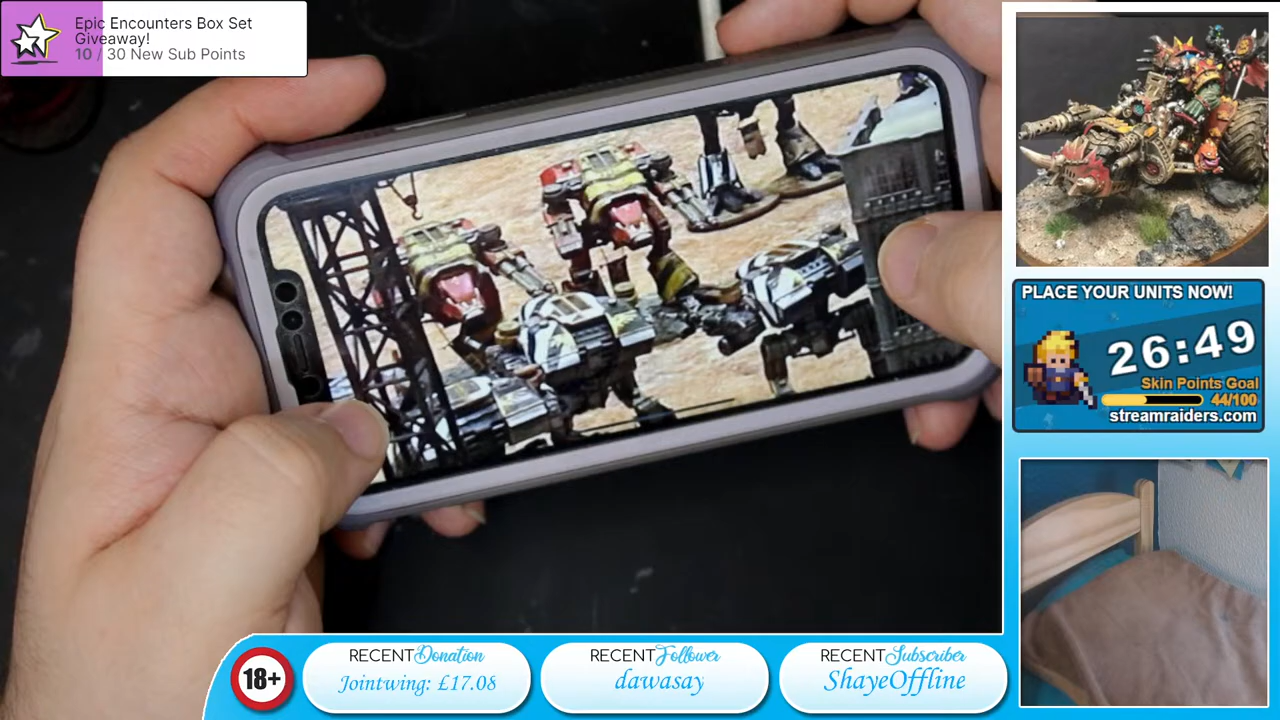 Epic Encounters Box Set
Giveaway!
10 / 30 New Sub Points
PLACE YOUR UNITS NOW!
26:49
Skin Points Goal
44/100
streamraiders.com
18+
RECENT Donation
Jointwing: £17.08
RECENT Follower
dawasay
RECENT Subscriber
ShayeOffline